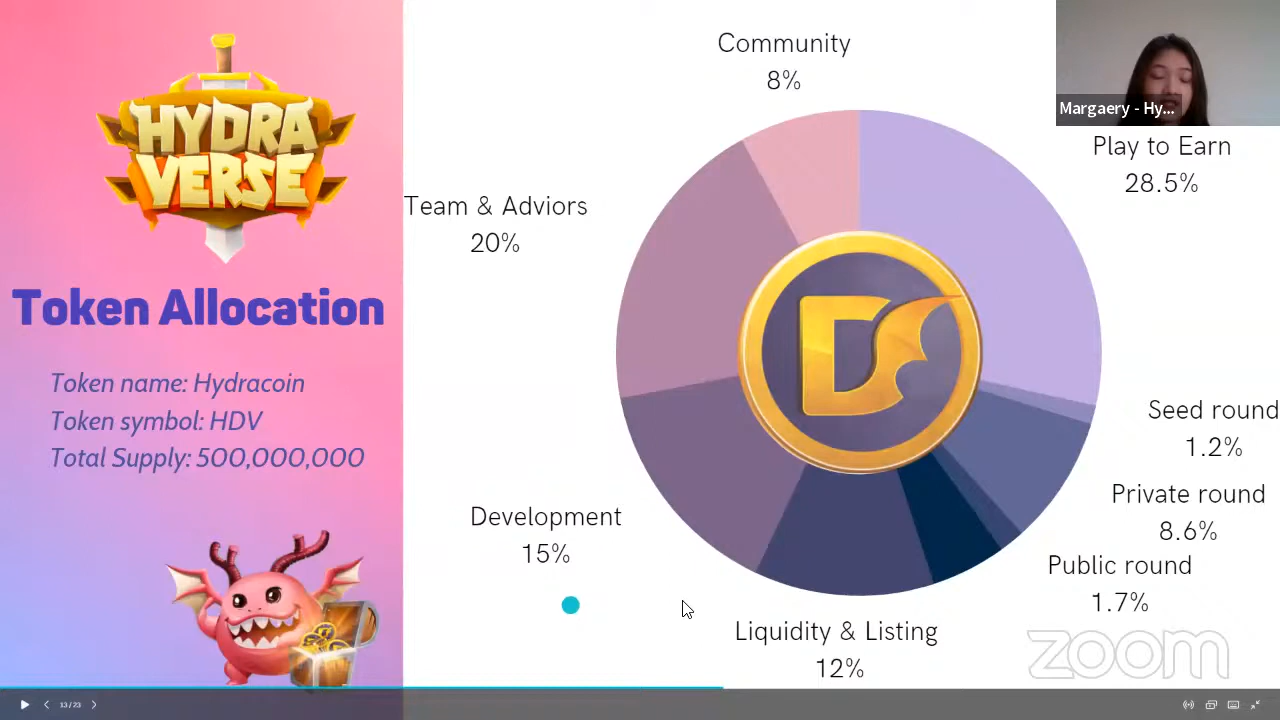 HYDRA
VERSE
Token Allocation
Token name: Hydracoin
Token symbol: HDV
Total Supply: 500,000,000
Community
8%
Margaery - Hy...
Play to Earn
28.5%
Team & Adviors
20%
Seed round
1.2%
Private round
8.6%
Development
15%
Public round
1.7%
Liquidity & Listing
12%
zoom
13 / 23